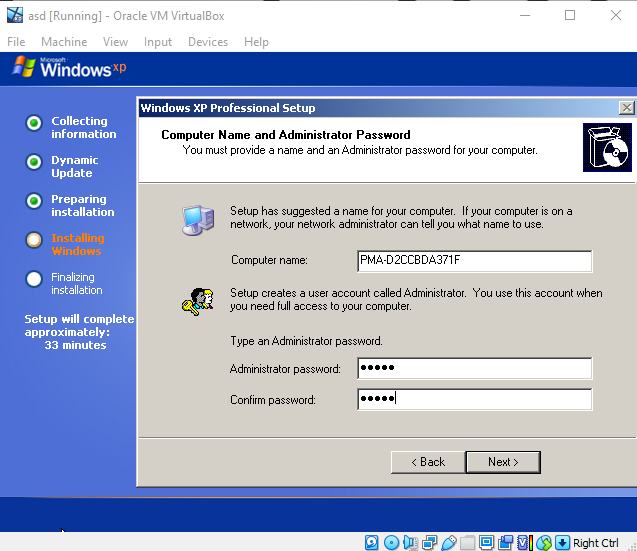 asd [Running] - Oracle VM VirtualBox
File Machine View Input Devices Help
Microsoft
Windows xp
Collecting
information
Dynamic
Update
Preparing
installation
Installing
Windows
Finalizing
installation
Setup will complete
approximately:
33 minutes
Windows XP Professional Setup
Computer Name and Administrator Password
You must provide a name and an Administrator password for your computer.
Setup has suggested a name for your computer. If your computer is on a
network, your network administrator can tell you what name to use.
Computer name: PMA-D2CCBDA371F
Setup creates a user account called Administrator. You use this account when
you need full access to your computer.
Type an Administrator password.
Administrator password: •••••
Confirm password: •••••
< Back Next >
Right Ctrl